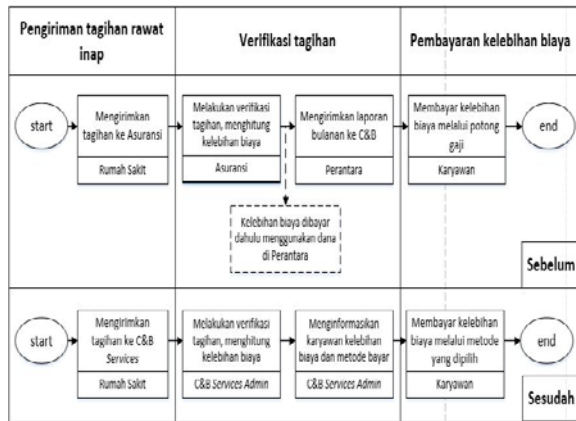 Pengiriman tagihan rawat
inap
Verifikasi tagihan
Pembayaran kelebihan biaya
start
Mengirimkan
tagihan ke Asuransi
Rumah Sakit
Melakukan verifikasi
tagihan, menghitung
kelebihan biaya
Asuransi
Mengirimkan laporan
bulanan ke C&B
Perantara
Membayar kelebihan
biaya melalui potong
gaji
Karyawan
end
Kelebihan biaya dibayar
dahulu menggunakan dana
di Perantara
Sebelum
start
Mengirimkan
tagihan ke C&B
Services
Rumah Sakit
Melakukan verifikasi
tagihan, menghitung
kelebihan biaya
C&B Services Admin
Menginformasikan
karyawan kelebihan
biaya dan metode bayar
C&B Services Admin
Membayar kelebihan
biaya melalui metode
yang dipilih
Karyawan
end
Sesudah